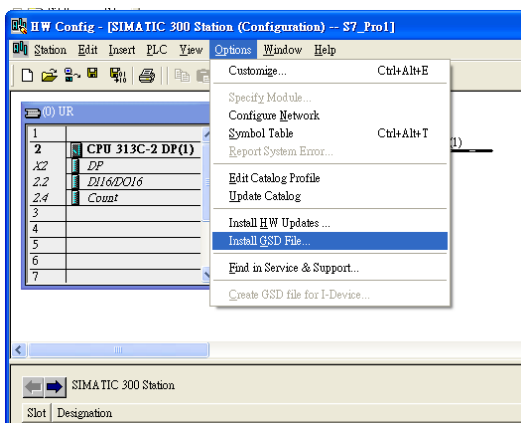 HW Config - [SIMATIC 300 Station (Configuration) -- S7_Pro1]
Station Edit Insert PLC View Options Window Help
Customize... Ctrl+Alt+E
Specify Module...
Configure Network
Symbol Table Ctrl+Alt+T
Report System Error...
Edit Catalog Profile
Update Catalog
Install HW Updates ...
Install GSD File...
Find in Service & Support...
Create GSD file for I-Device...
(0) UR
1
2 CPU 313C-2 DP(1)
X2 DP
2.2 DI16/DO16
2.4 Count
3
4
5
6
7
1)
SIMATIC 300 Station
Slot Designation